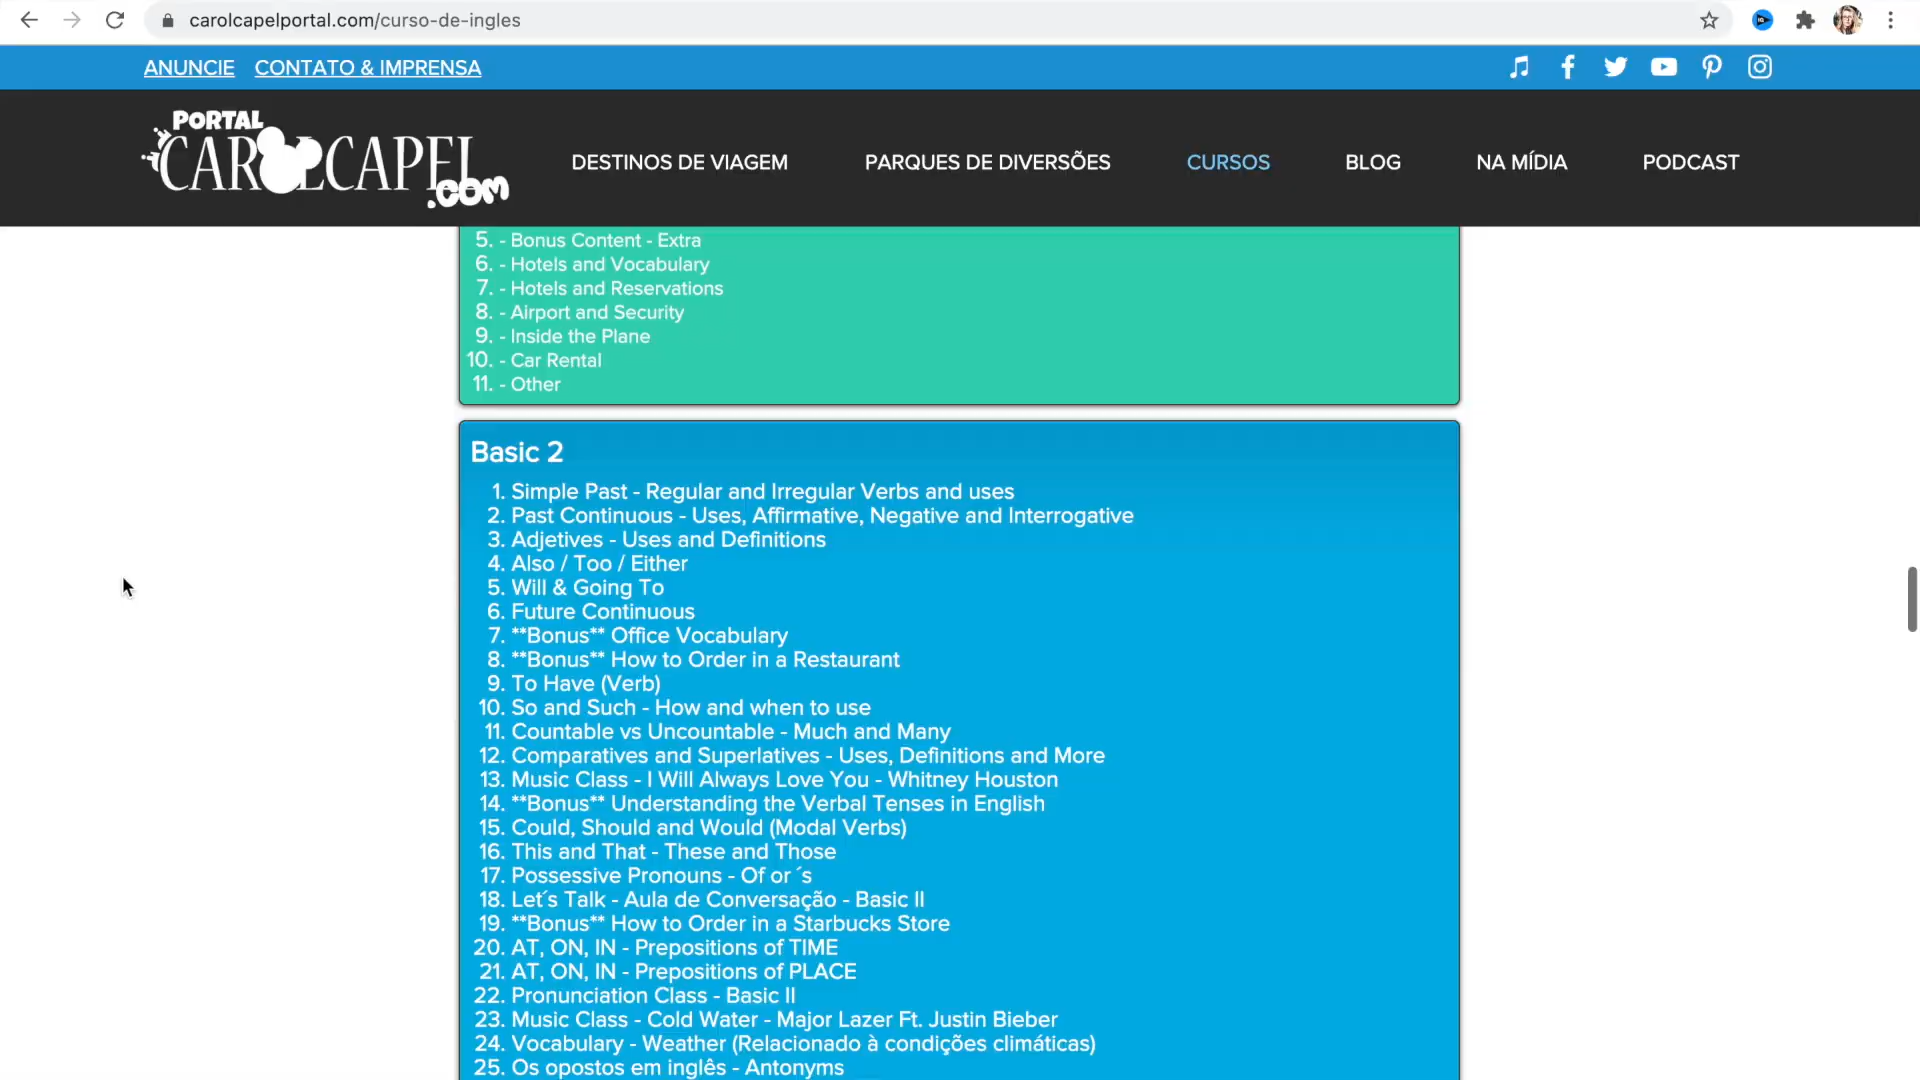 carolcapelportal.com/curso-de-ingles
ANUNCIE CONTATO & IMPRENSA
PORTAL
CAROLCAPEL
.COM
DESTINOS DE VIAGEM PARQUES DE DIVERSÕES CURSOS BLOG NA MÍDIA PODCAST
5. - Bonus Content - Extra
6. - Hotels and Vocabulary
7. - Hotels and Reservations
8. - Airport and Security
9. - Inside the Plane
10. - Car Rental
11. - Other
Basic 2
1. Simple Past - Regular and Irregular Verbs and uses
2. Past Continuous - Uses, Affirmative, Negative and Interrogative
3. Adjetives - Uses and Definitions
4. Also / Too / Either
5. Will & Going To
6. Future Continuous
7. **Bonus** Office Vocabulary
8. **Bonus** How to Order in a Restaurant
9. To Have (Verb)
10. So and Such - How and when to use
11. Countable vs Uncountable - Much and Many
12. Comparatives and Superlatives - Uses, Definitions and More
13. Music Class - I Will Always Love You - Whitney Houston
14. **Bonus** Understanding the Verbal Tenses in English
15. Could, Should and Would (Modal Verbs)
16. This and That - These and Those
17. Possessive Pronouns - Of or ´s
18. Let´s Talk - Aula de Conversação - Basic II
19. **Bonus** How to Order in a Starbucks Store
20. AT, ON, IN - Prepositions of TIME
21. AT, ON, IN - Prepositions of PLACE
22. Pronunciation Class - Basic II
23. Music Class - Cold Water - Major Lazer Ft. Justin Bieber
24. Vocabulary - Weather (Relacionado à condições climáticas)
25. Os opostos em inglês - Antonyms